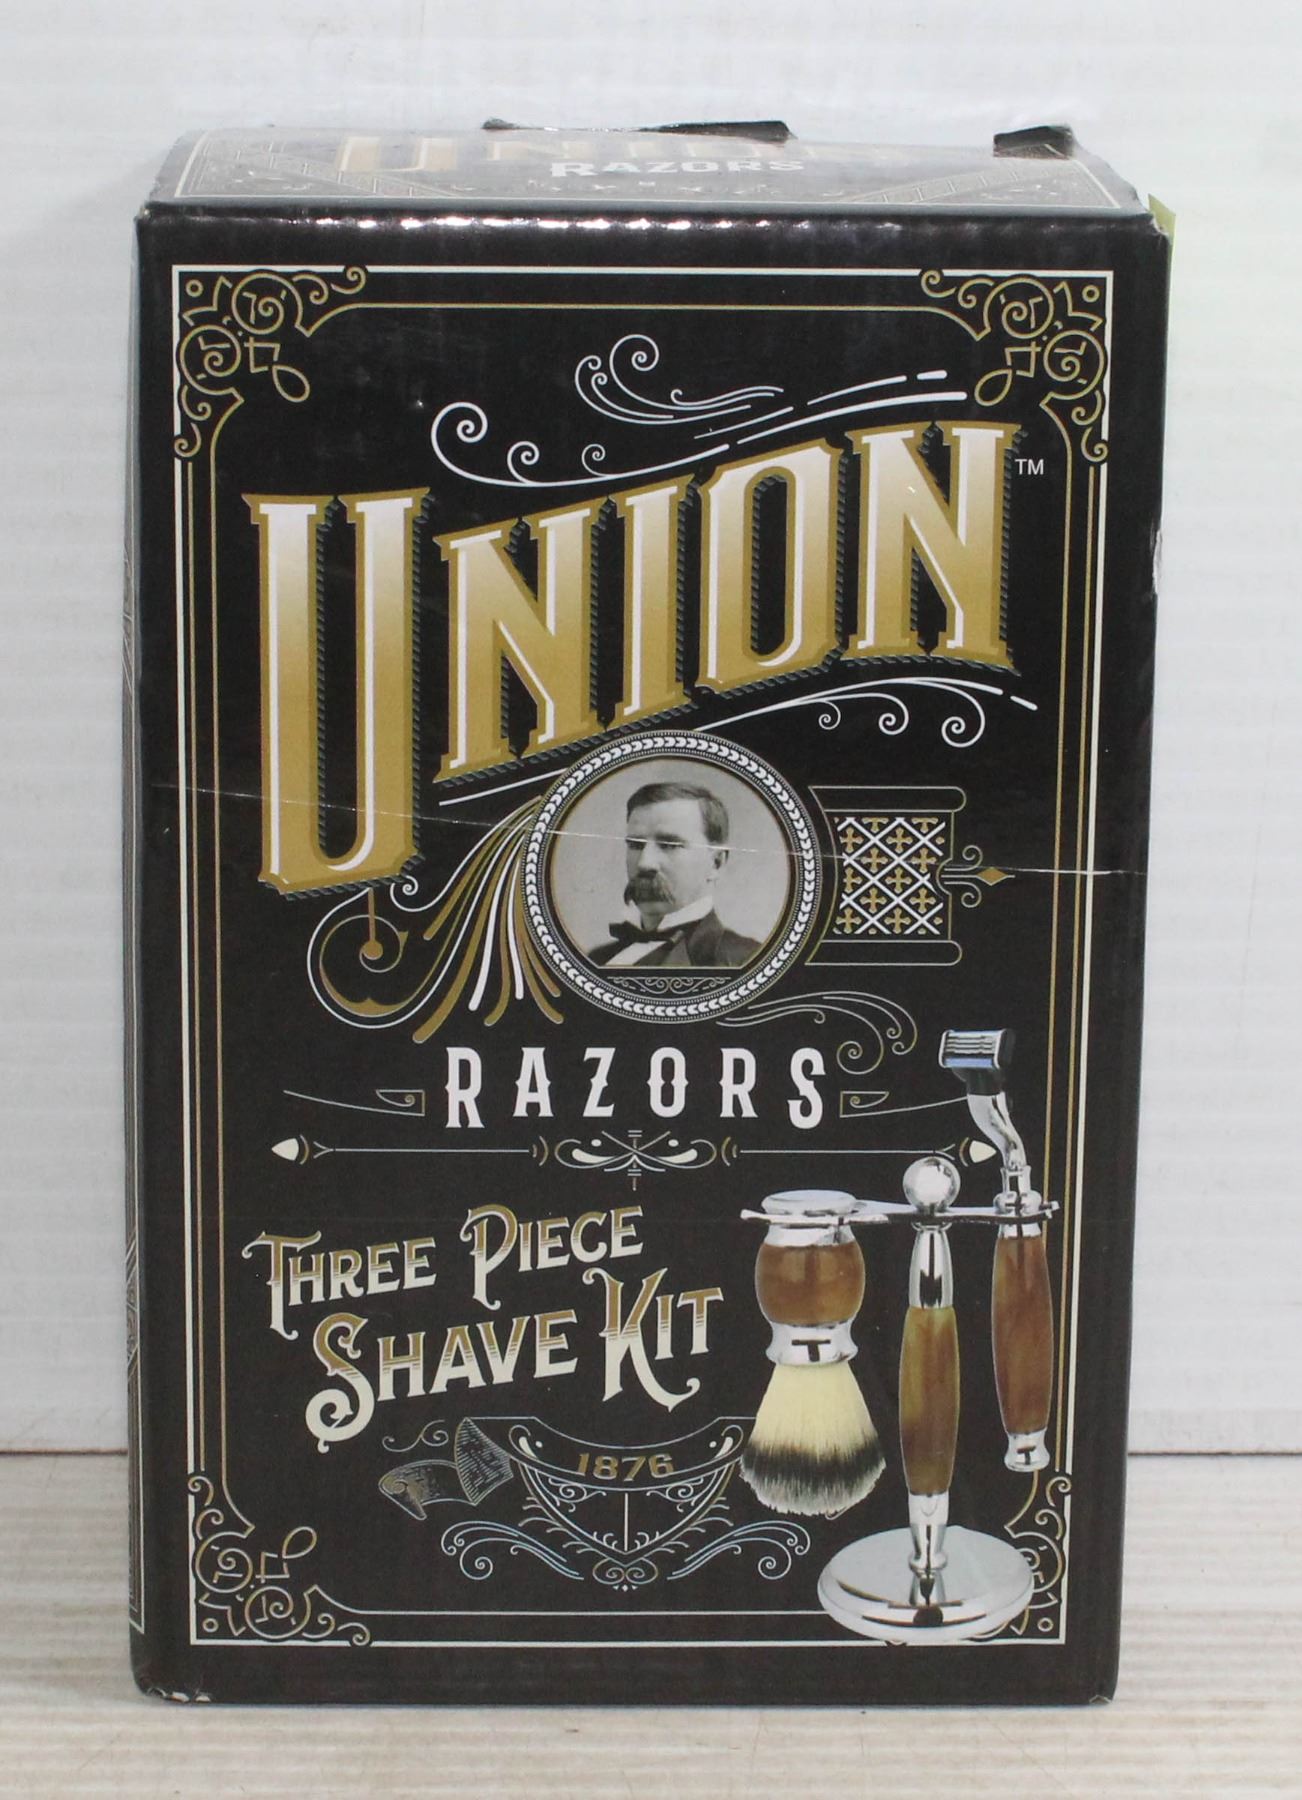 UNION
RAZORS
UNION™
RAZORS
THREE PIECE
SHAVE KIT
1876